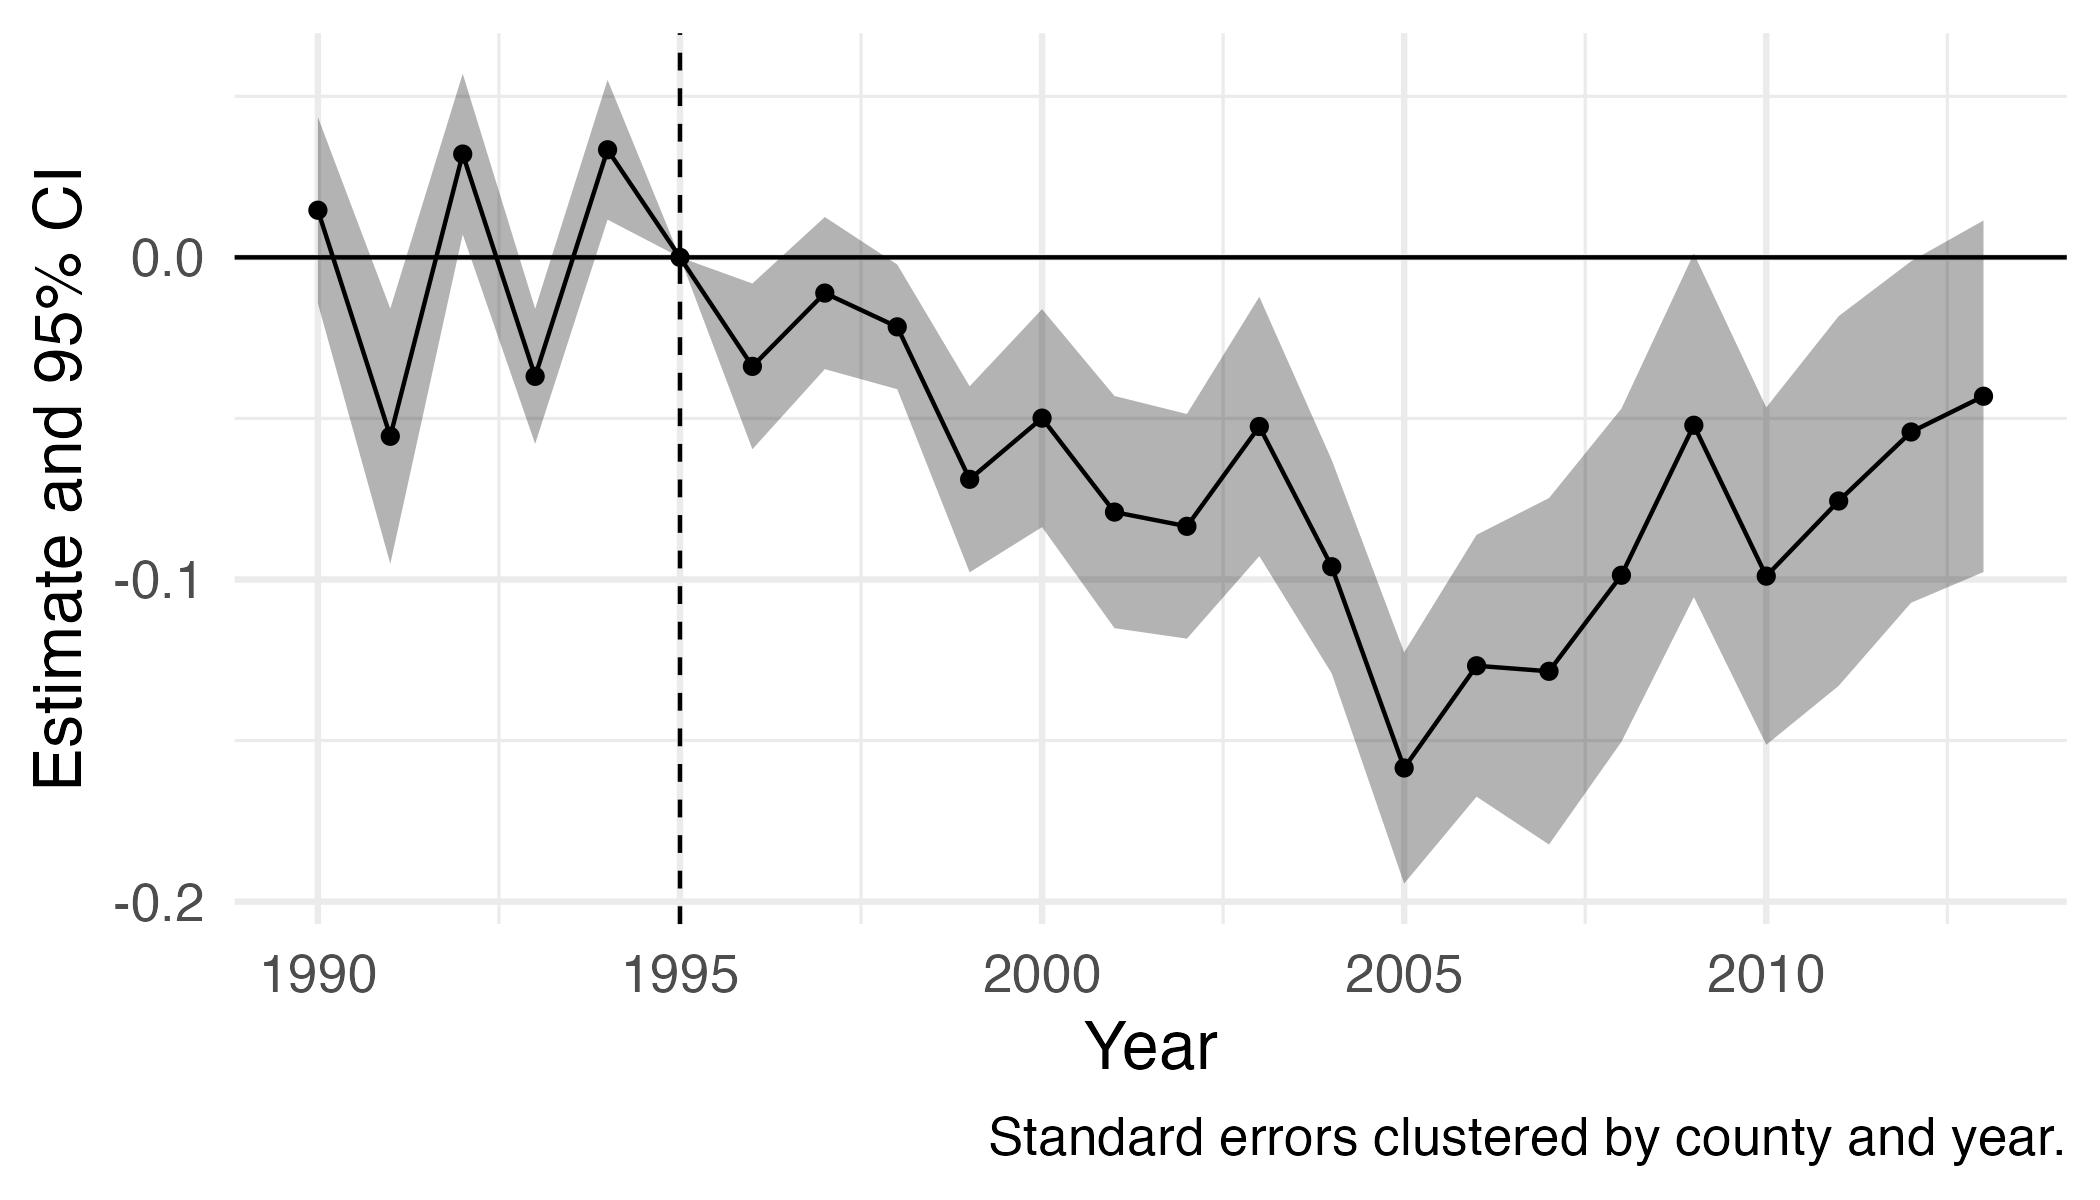 Estimate and 95% CI
0.0
-0.1
-0.2
1990 1995 2000 2005 2010
Year
Standard errors clustered by county and year.